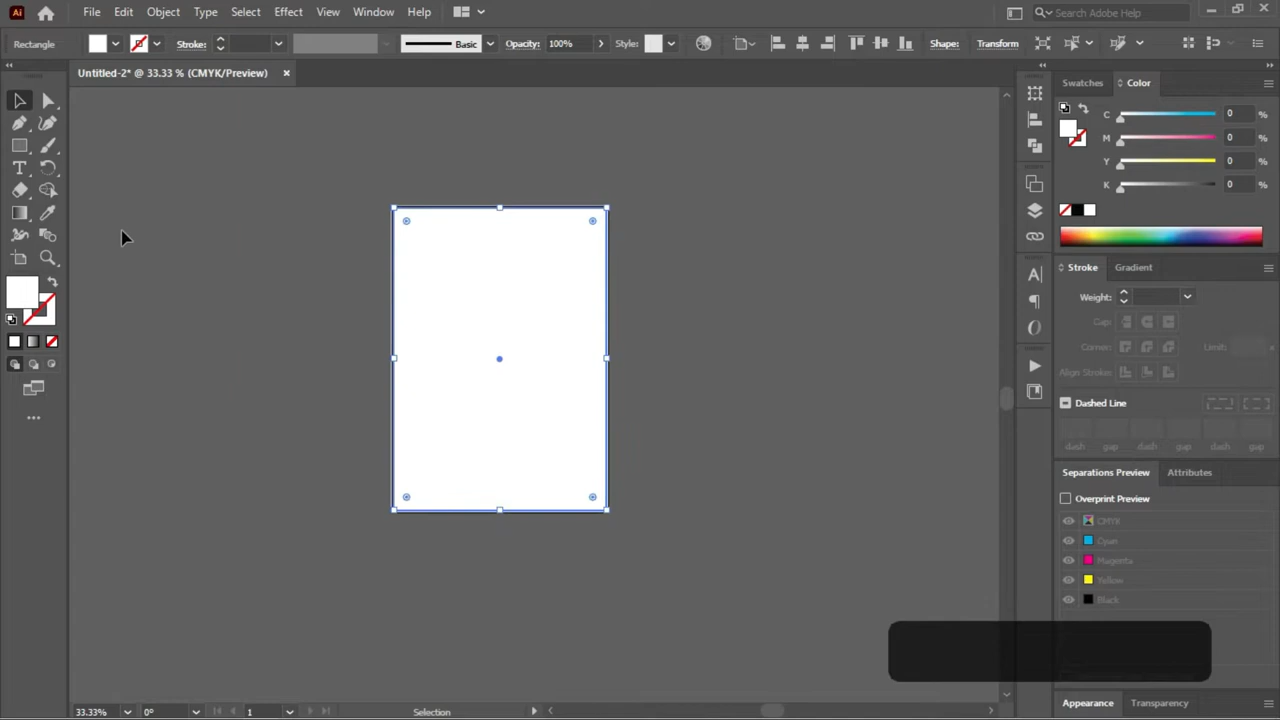 Ai File Edit Object Type Select Effect View Window Help Search Adobe Help
Rectangle Stroke: Basic Opacity: 100% Style: Shape: Transform
Untitled-2* @ 33.33 % (CMYK/Preview)
Swatches Color
C 0 %
M 0 %
Y 0 %
K 0 %
Stroke Gradient
Weight:
Cap:
Corner: Limit:
Align Stroke:
Dashed Line
dash gap dash gap dash gap
Separations Preview Attributes
Overprint Preview
CMYK
Cyan
Magenta
Yellow
Black
Appearance Transparency
33.33% 0° 1 Selection